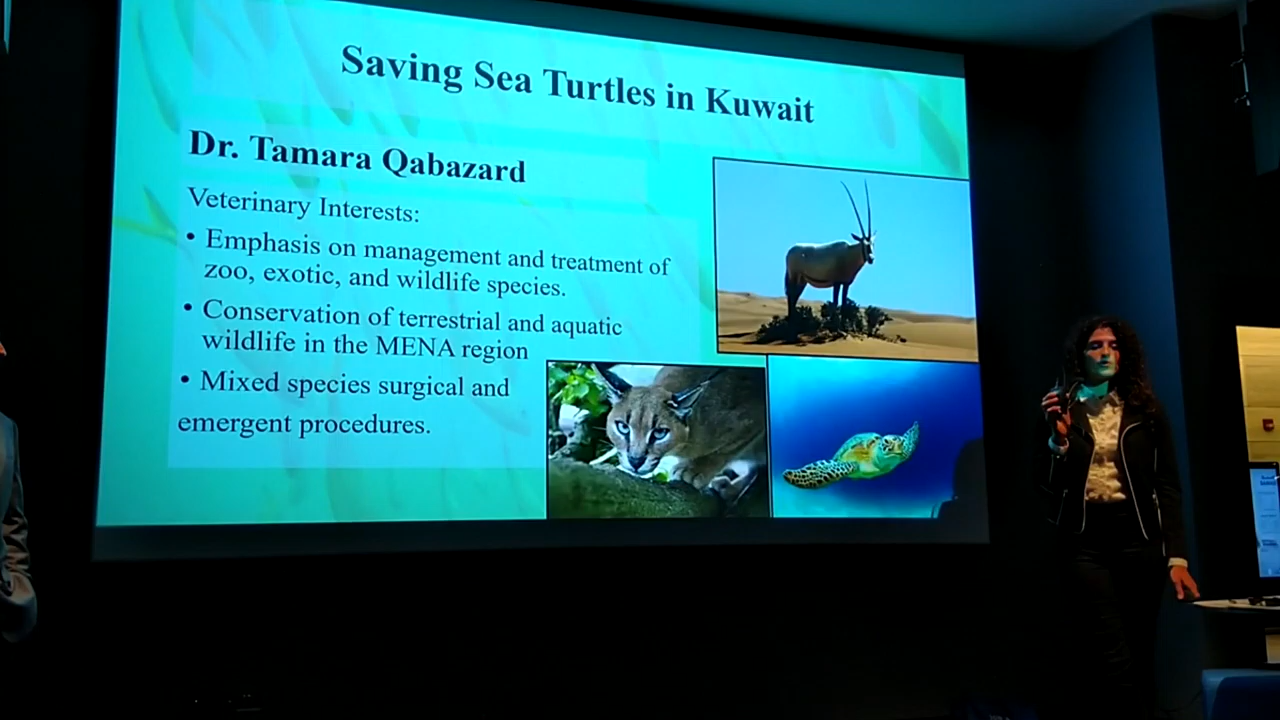 Saving Sea Turtles in Kuwait
Dr. Tamara Qabazard
Veterinary Interests:
• Emphasis on management and treatment of
zoo, exotic, and wildlife species.
• Conservation of terrestrial and aquatic
wildlife in the MENA region
• Mixed species surgical and
emergent procedures.